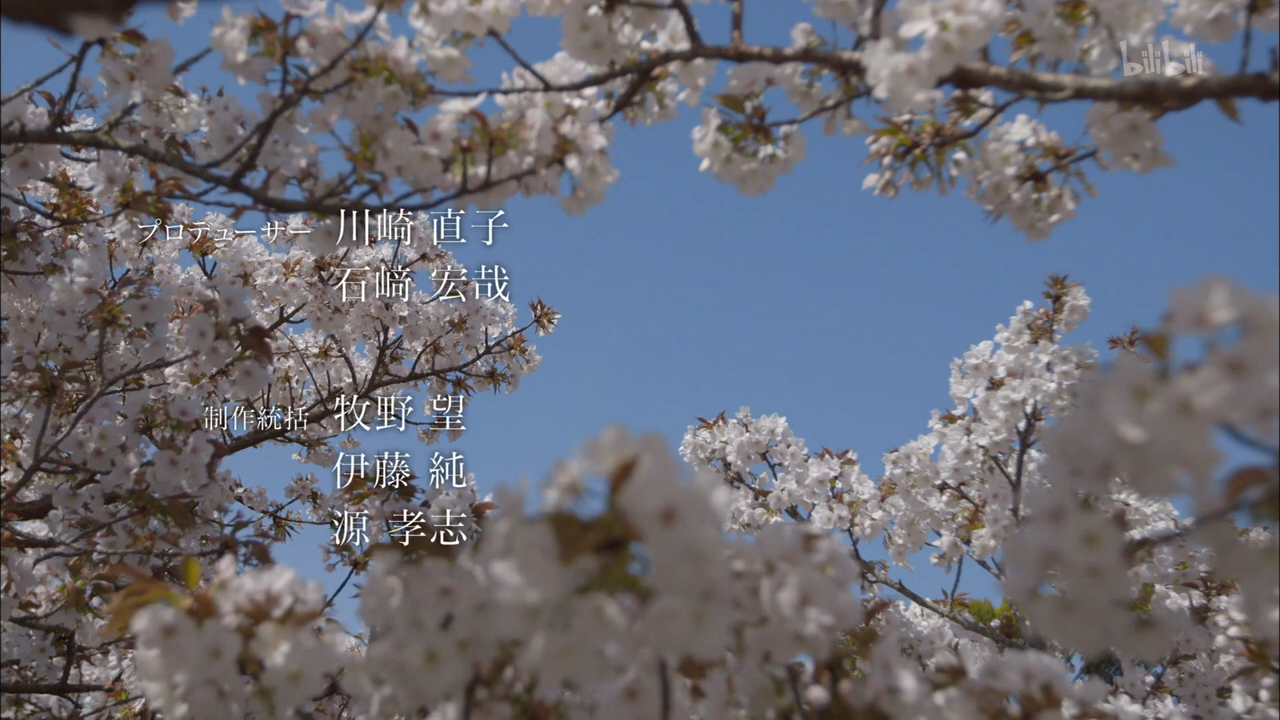 bilibili
プロデューサー 川崎 直子
石﨑 宏哉
制作統括 牧野 望
伊藤 純
源 孝志